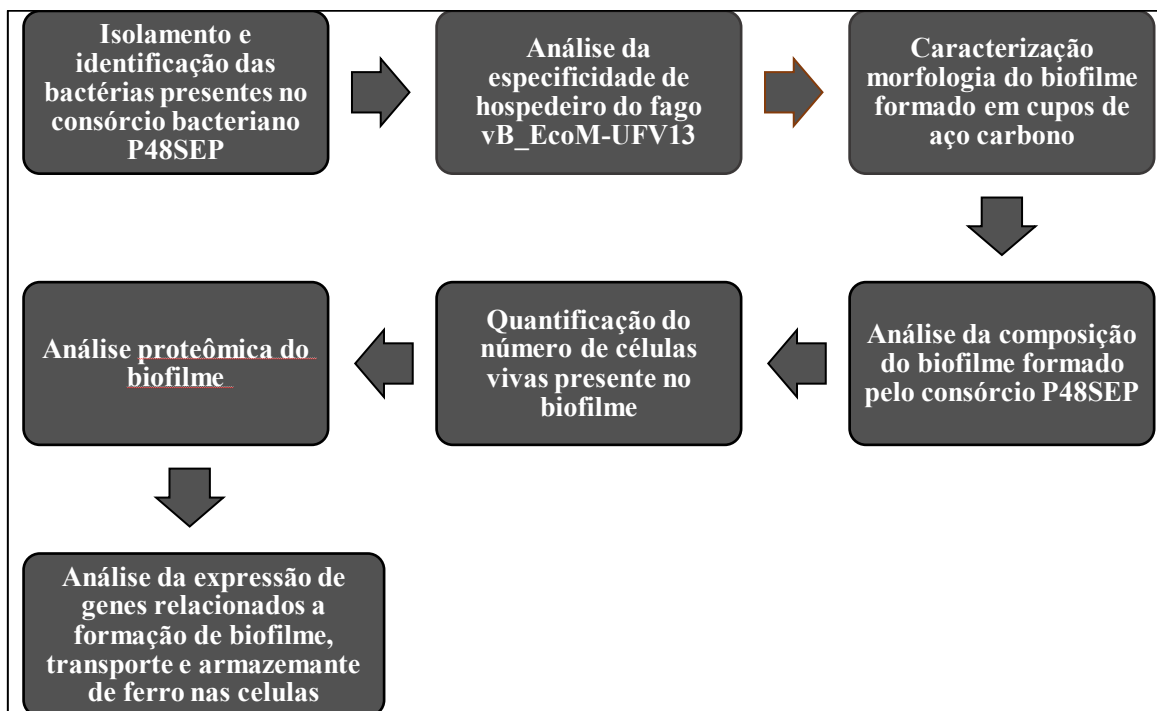 Isolamento e
identificação das
bactérias presentes no
consórcio bacteriano
P48SEP
Análise da
especificidade de
hospedeiro do fago
vB_EcoM-UFV13
Caracterização
morfologia do biofilme
formado em cupos de
aço carbono
Análise da composição
do biofilme formado
pelo consórcio P48SEP
Quantificação do
número de células
vivas presente no
biofilme
Análise proteômica do
biofilme
Análise da expressão de
genes relacionados a
formação de biofilme,
transporte e armazemante
de ferro nas celulas